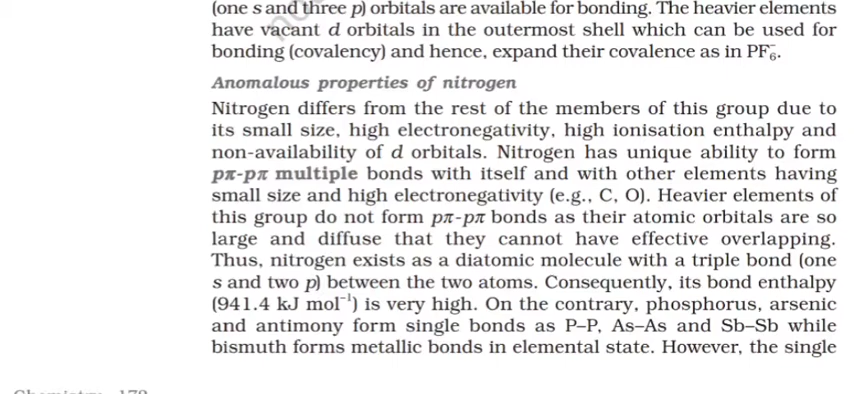 (one s and three p) orbitals are available for bonding. The heavier elements
have vacant d orbitals in the outermost shell which can be used for
bonding (covalency) and hence, expand their covalence as in PF₆⁻.
Anomalous properties of nitrogen
Nitrogen differs from the rest of the members of this group due to
its small size, high electronegativity, high ionisation enthalpy and
non-availability of d orbitals. Nitrogen has unique ability to form
pπ-pπ multiple bonds with itself and with other elements having
small size and high electronegativity (e.g., C, O). Heavier elements of
this group do not form pπ-pπ bonds as their atomic orbitals are so
large and diffuse that they cannot have effective overlapping.
Thus, nitrogen exists as a diatomic molecule with a triple bond (one
s and two p) between the two atoms. Consequently, its bond enthalpy
(941.4 kJ mol⁻¹) is very high. On the contrary, phosphorus, arsenic
and antimony form single bonds as P–P, As–As and Sb–Sb while
bismuth forms metallic bonds in elemental state. However, the single